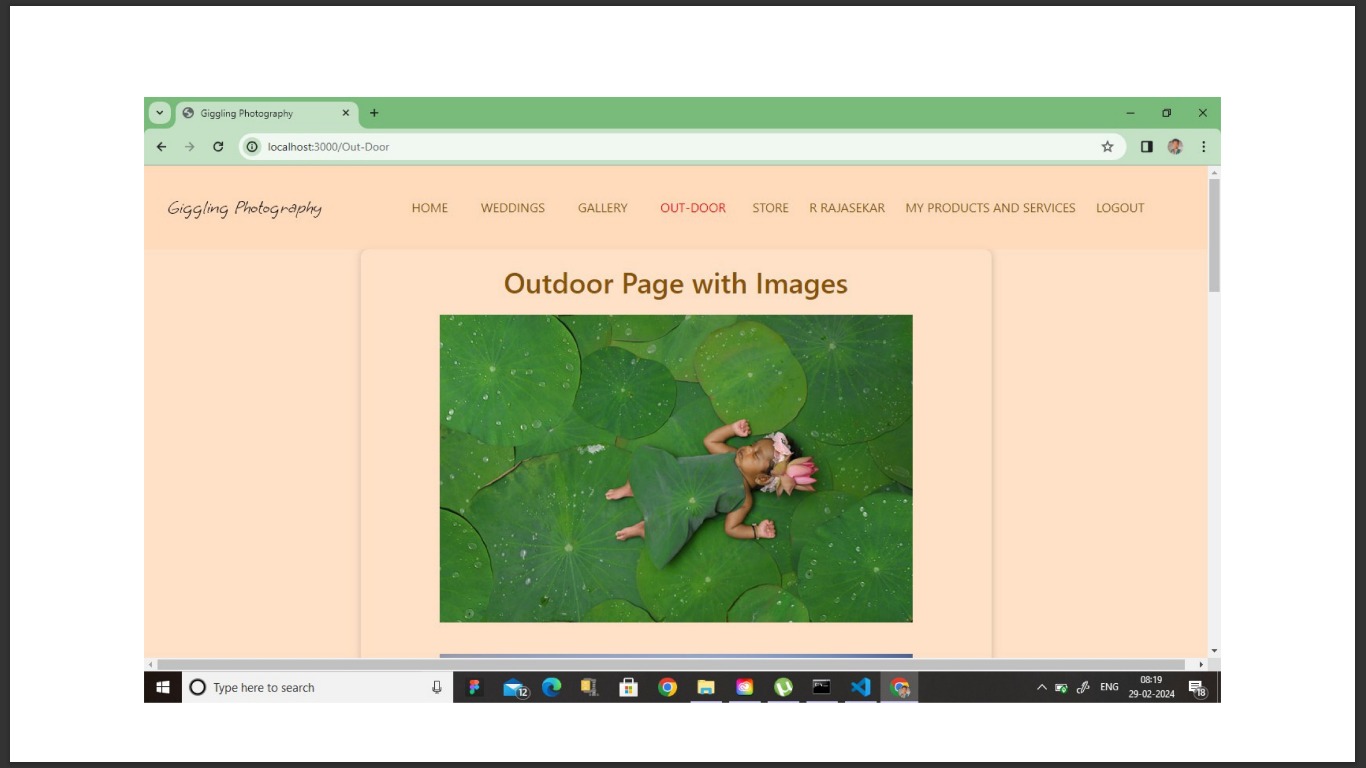 Giggling Photography
localhost:3000/Out-Door
Giggling Photography HOME WEDDINGS GALLERY OUT-DOOR STORE R RAJASEKAR MY PRODUCTS AND SERVICES LOGOUT
Outdoor Page with Images
Type here to search 12 ENG 08:19
29-02-2024 18